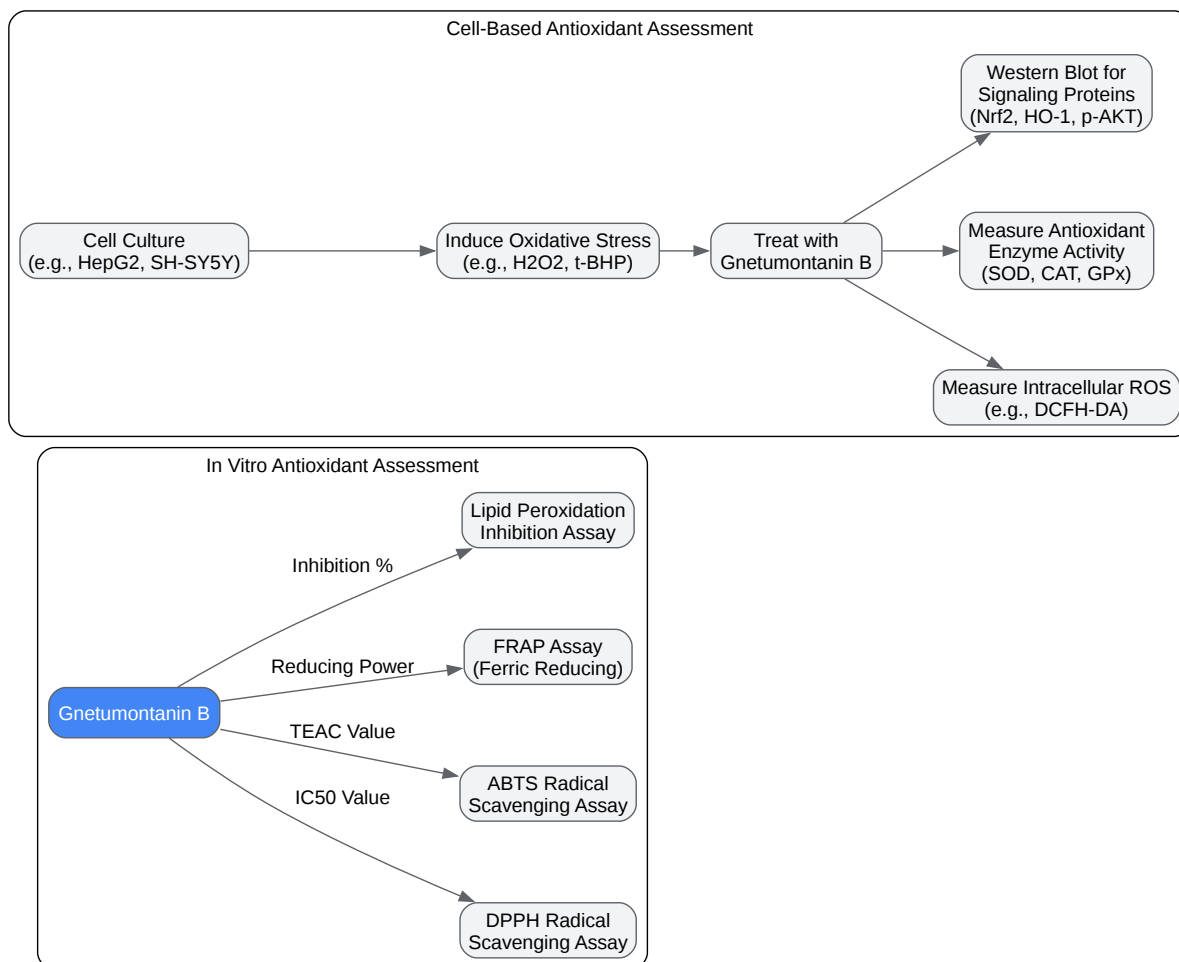 Cell-Based Antioxidant Assessment
Western Blot for
Signaling Proteins
(Nrf2, HO-1, p-AKT)
Cell Culture
(e.g., HepG2, SH-SY5Y)
Induce Oxidative Stress
(e.g., H2O2, t-BHP)
Treat with
Gnetumontanin B
Measure Antioxidant
Enzyme Activity
(SOD, CAT, GPx)
Measure Intracellular ROS
(e.g., DCFH-DA)
In Vitro Antioxidant Assessment
Lipid Peroxidation
Inhibition Assay
Inhibition %
FRAP Assay
(Ferric Reducing)
Reducing Power
Gnetumontanin B
TEAC Value
ABTS Radical
Scavenging Assay
IC50 Value
DPPH Radical
Scavenging Assay